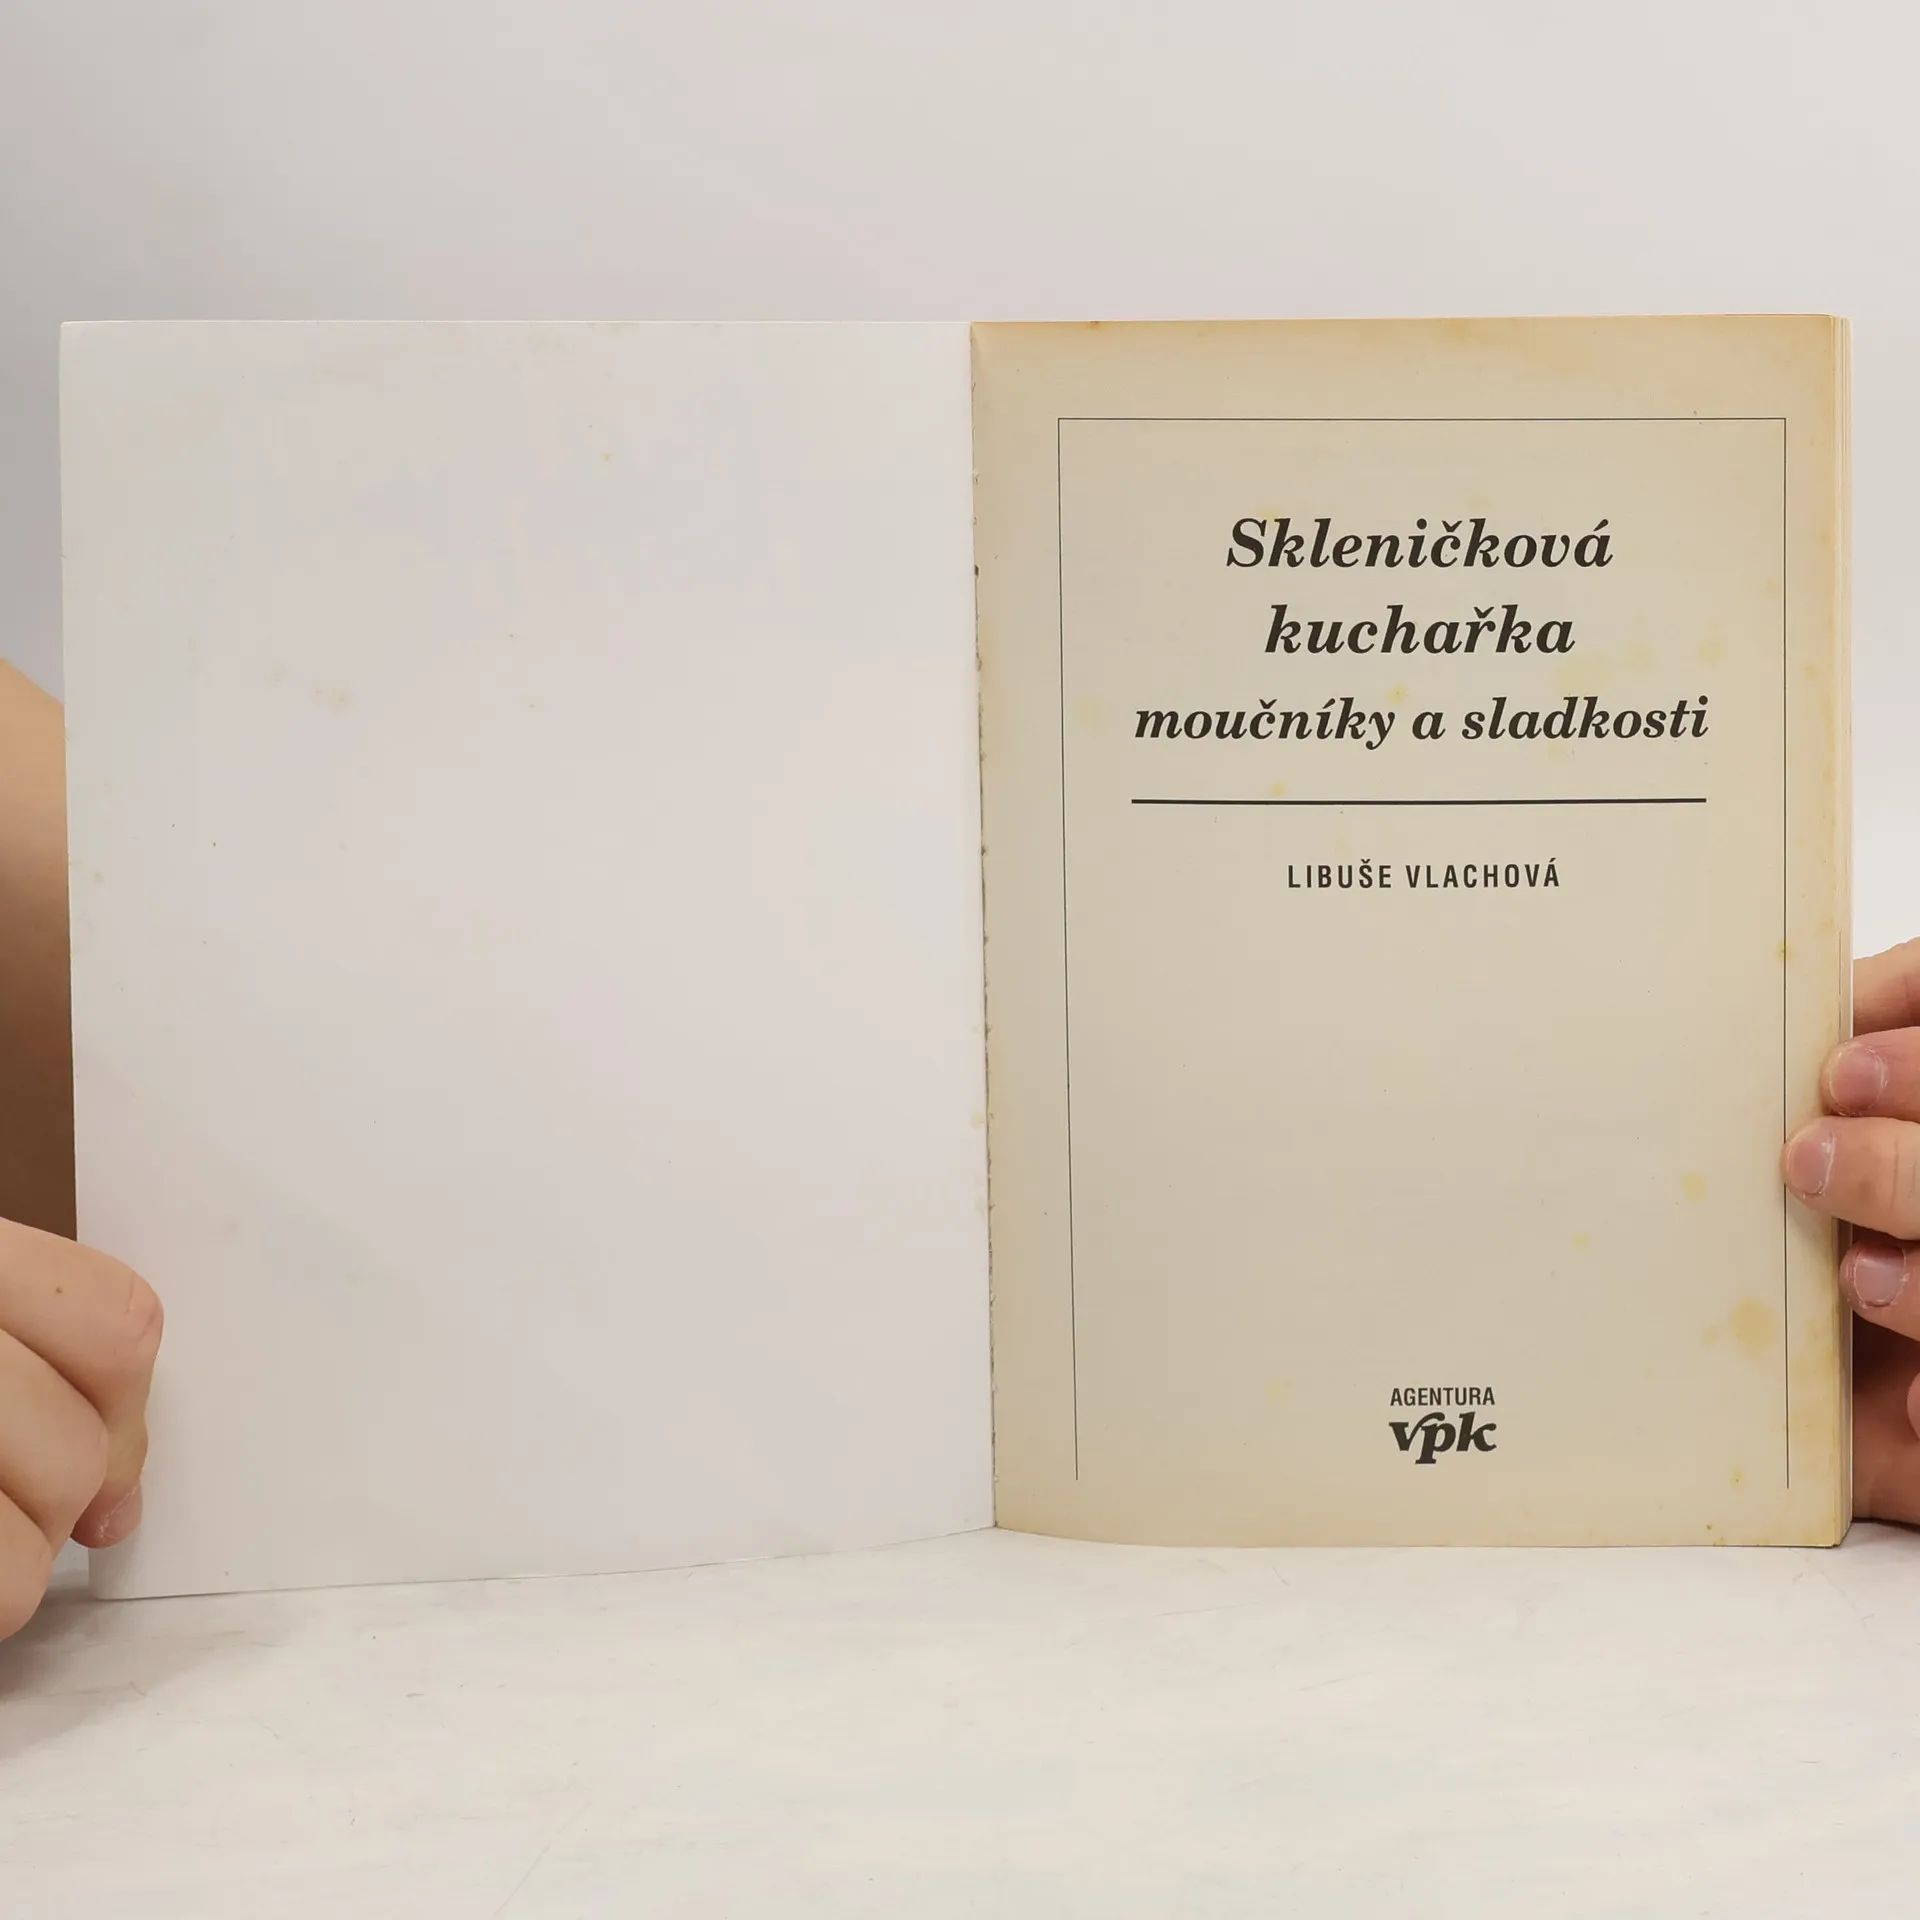 Skleničková
kuchařka
moučníky a sladkosti
LIBUŠE VLACHOVÁ
AGENTURA
vpk